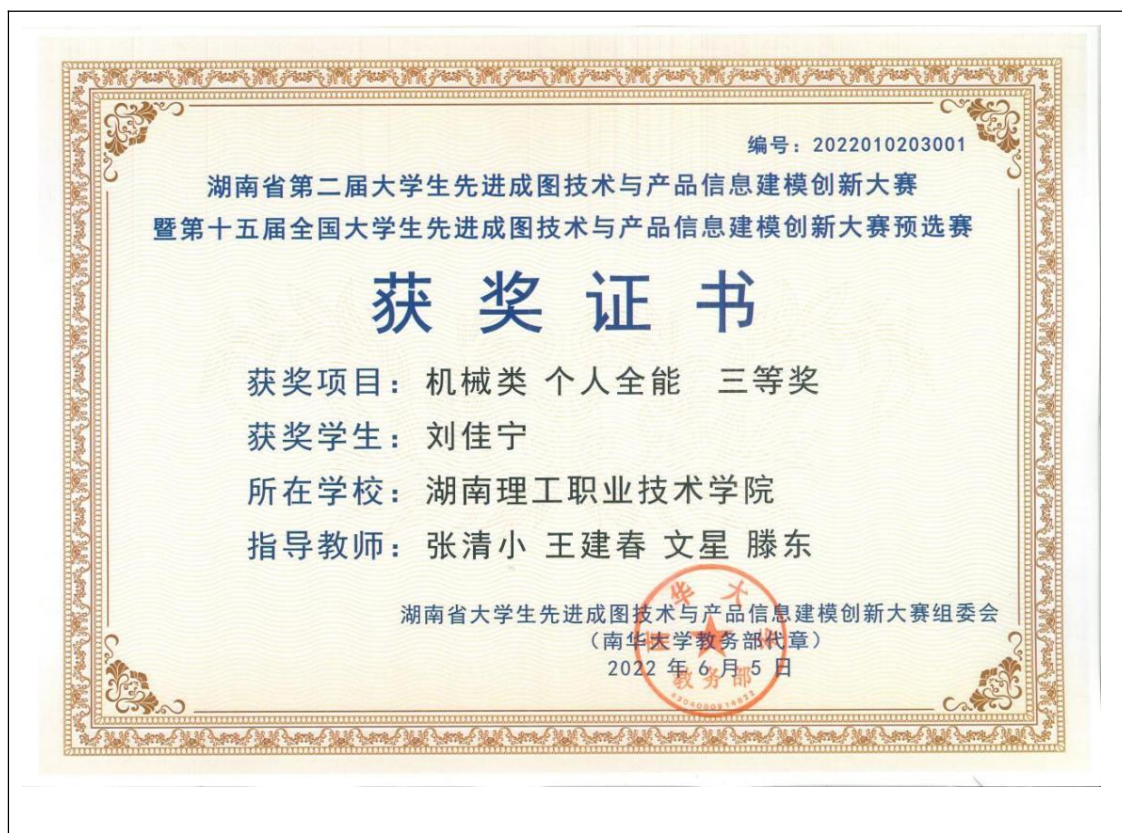 编号：2022010203001
湖南省第二届大学生先进成图技术与产品信息建模创新大赛
暨第十五届全国大学生先进成图技术与产品信息建模创新大赛预选赛
获奖证书
获奖项目：机械类 个人全能 三等奖
获奖学生：刘佳宁
所在学校：湖南理工职业技术学院
指导教师：张清小 王建春 文星 滕东
湖南省大学生先进成图技术与产品信息建模创新大赛组委会
（南华大学教务部代章）
2022 年 6 月 5 日
南华大学
教务部